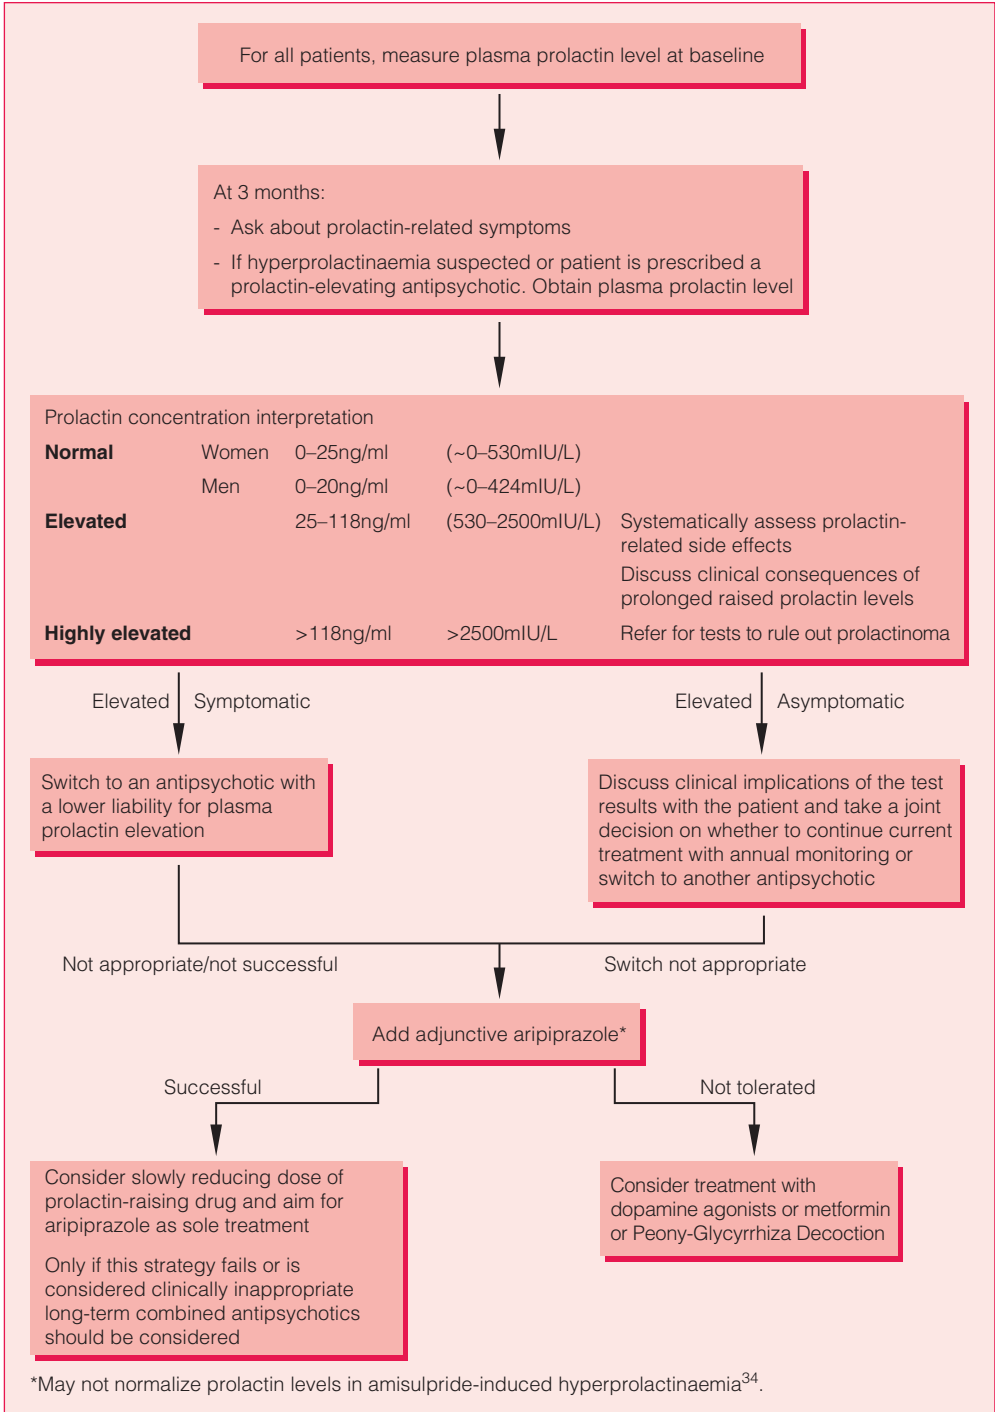 For all patients, measure plasma prolactin level at baseline
At 3 months:
- Ask about prolactin-related symptoms
- If hyperprolactinaemia suspected or patient is prescribed a
prolactin-elevating antipsychotic. Obtain plasma prolactin level
Prolactin concentration interpretation
Normal Women 0–25ng/ml (~0–530mIU/L)
Men 0–20ng/ml (~0–424mIU/L)
Elevated 25–118ng/ml (530–2500mIU/L) Systematically assess prolactin-
related side effects
Discuss clinical consequences of
prolonged raised prolactin levels
Highly elevated >118ng/ml >2500mIU/L Refer for tests to rule out prolactinoma
Elevated Symptomatic
Elevated Asymptomatic
Switch to an antipsychotic with
a lower liability for plasma
prolactin elevation
Discuss clinical implications of the test
results with the patient and take a joint
decision on whether to continue current
treatment with annual monitoring or
switch to another antipsychotic
Not appropriate/not successful
Switch not appropriate
Add adjunctive aripiprazole*
Successful
Not tolerated
Consider slowly reducing dose of
prolactin-raising drug and aim for
aripiprazole as sole treatment
Only if this strategy fails or is
considered clinically inappropriate
long-term combined antipsychotics
should be considered
Consider treatment with
dopamine agonists or metformin
or Peony-Glycyrrhiza Decoction
*May not normalize prolactin levels in amisulpride-induced hyperprolactinaemia34.